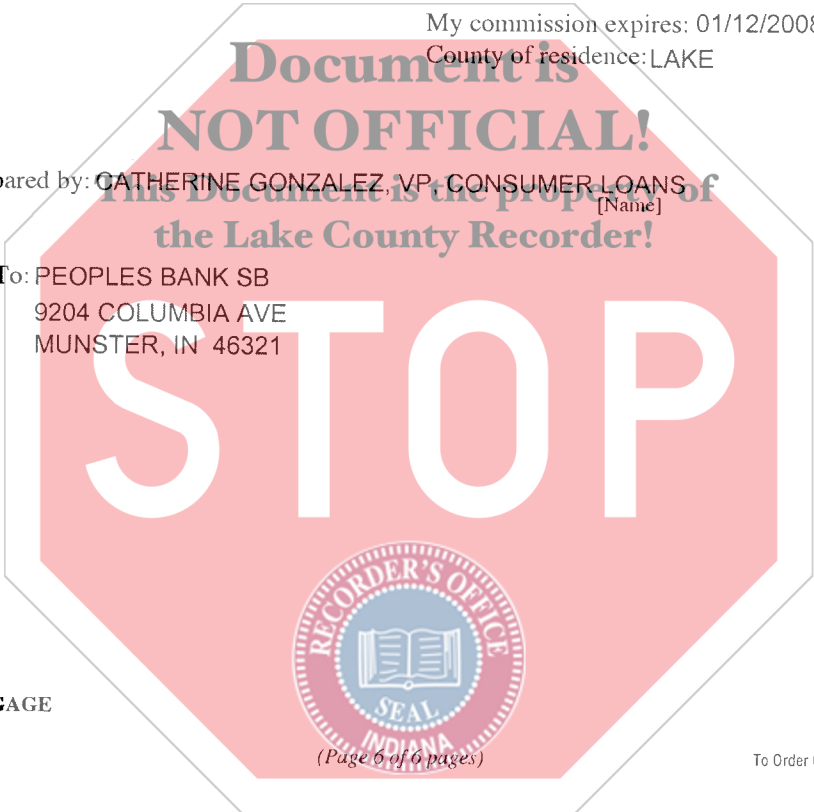 My commission expires: 01/12/2008
Document is
County of residence: LAKE
NOT OFFICIAL!
pared by: CATHERINE GONZALEZ, VP, CONSUMER LOANS
This Document is the property of
[Name]
the Lake County Recorder!
To: PEOPLES BANK SB
9204 COLUMBIA AVE
MUNSTER, IN 46321
STOP
RECORDER'S OFFICE
SEAL
INDIANA
GAGE
(Page 6 of 6 pages)
To Order